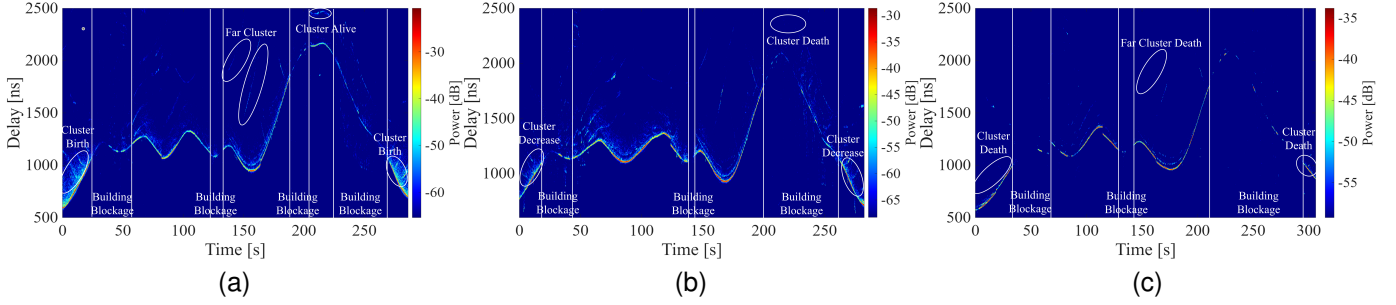 2500
2000
1500
1000
500
Delay [ns]
0
50
100
150
200
250
Time [s]
Cluster
Birth
Far Cluster
Cluster Alive
Cluster
Birth
Building
Blockage
Building
Blockage
Building
Blockage
Building
Blockage
-30
-40
-50
-60
Power [dB]
(a)
2500
2000
1500
1000
500
Delay [ns]
0
50
100
150
200
250
Time [s]
Cluster
Decrease
Cluster Death
Cluster
Decrease
Building
Blockage
Building
Blockage
Building
Blockage
-30
-35
-40
-45
-50
-55
-60
-65
Power [dB]
(b)
2500
2000
1500
1000
500
Delay [ns]
0
50
100
150
200
250
300
Time [s]
Cluster
Death
Far Cluster Death
Cluster
Death
Building
Blockage
Building
Blockage
Building
Blockage
-35
-40
-45
-50
-55
Power [dB]
(c)